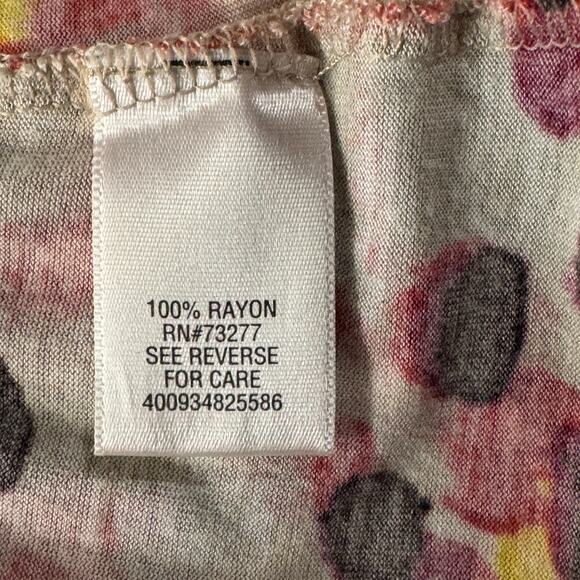 100% RAYON
RN#73277
SEE REVERSE
FOR CARE
400934825586